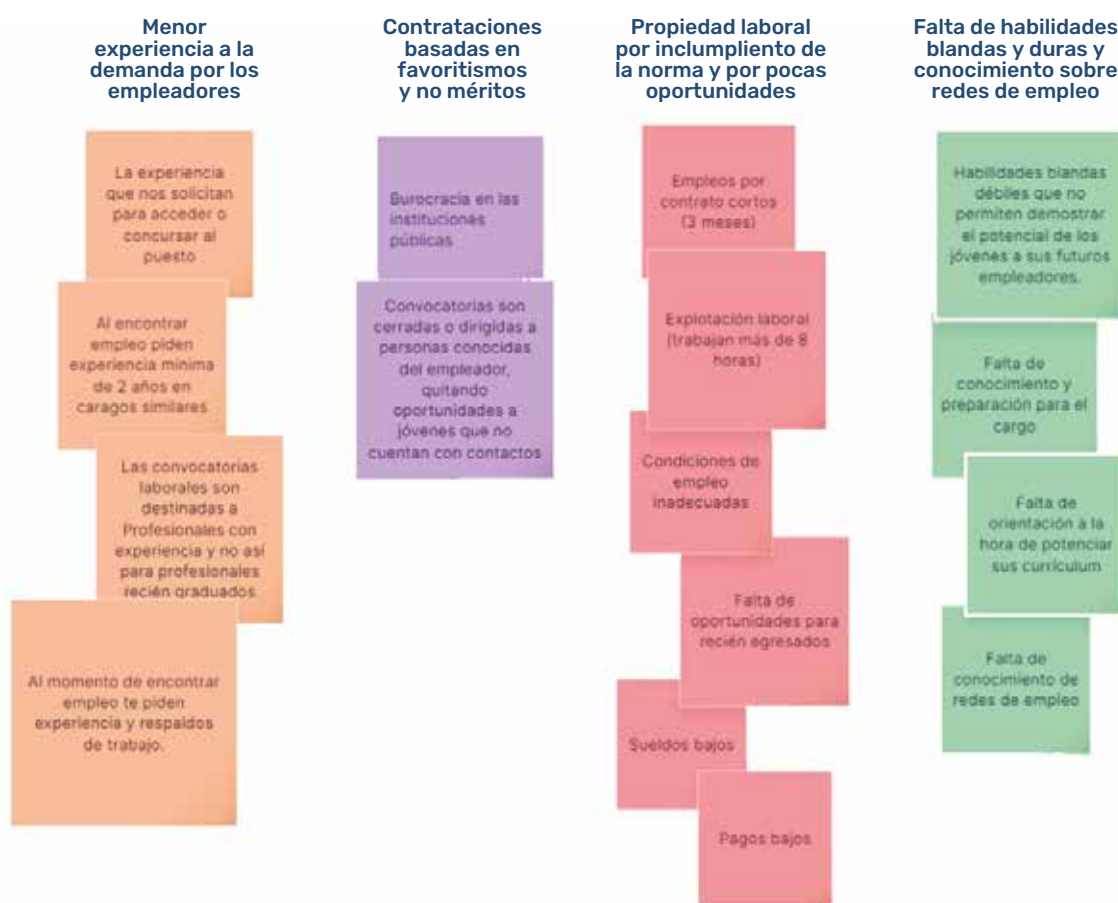 Menor
experiencia a la
demanda por los
empleadores
La experiencia
que nos solicitan
para acceder o
concursar al
puesto
Al encontrar
empleo piden
experiencia mínima
de 2 años en
caragos similares
Las convocatorias
laborales son
destinadas a
Profesionales con
experiencia y no así
para profesionales
recién graduados
Al momento de encontrar
empleo te piden
experiencia y respaldos
de trabajo.
Contrataciones
basadas en
favoritismos
y no méritos
Burocracia en las
instituciones
públicas
Convocatorias son
cerradas o dirigidas a
personas conocidas
del empleador,
quitando
oportunidades a
jóvenes que no
cuentan con contactos
Propiedad laboral
por inclumpliento de
la norma y por pocas
oportunidades
Empleos por
contrato cortos
(3 meses)
Explotación laboral
(trabajan más de 8
horas)
Condiciones de
empleo
inadecuadas
Falta de
oportunidades para
recién egresados
Sueldos bajos
Pagos bajos
Falta de habilidades
blandas y duras y
conocimiento sobre
redes de empleo
Habilidades blandas
débiles que no
permiten demostrar
el potencial de los
jóvenes a sus futuros
empleadores.
Falta de
conocimiento y
preparación para el
cargo
Falta de
orientación a la
hora de potenciar
sus currículum
Falta de
conocimiento de
redes de empleo